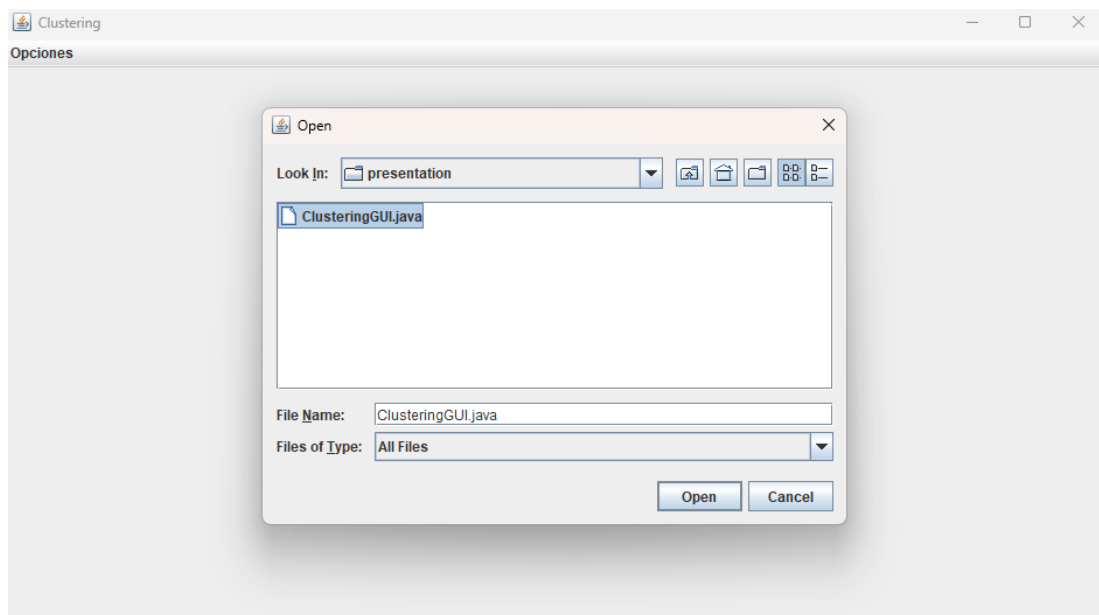 Clustering
Opciones
Open
Look In: presentation
ClusteringGUI.java
File Name: ClusteringGUI.java
Files of Type: All Files
Open Cancel